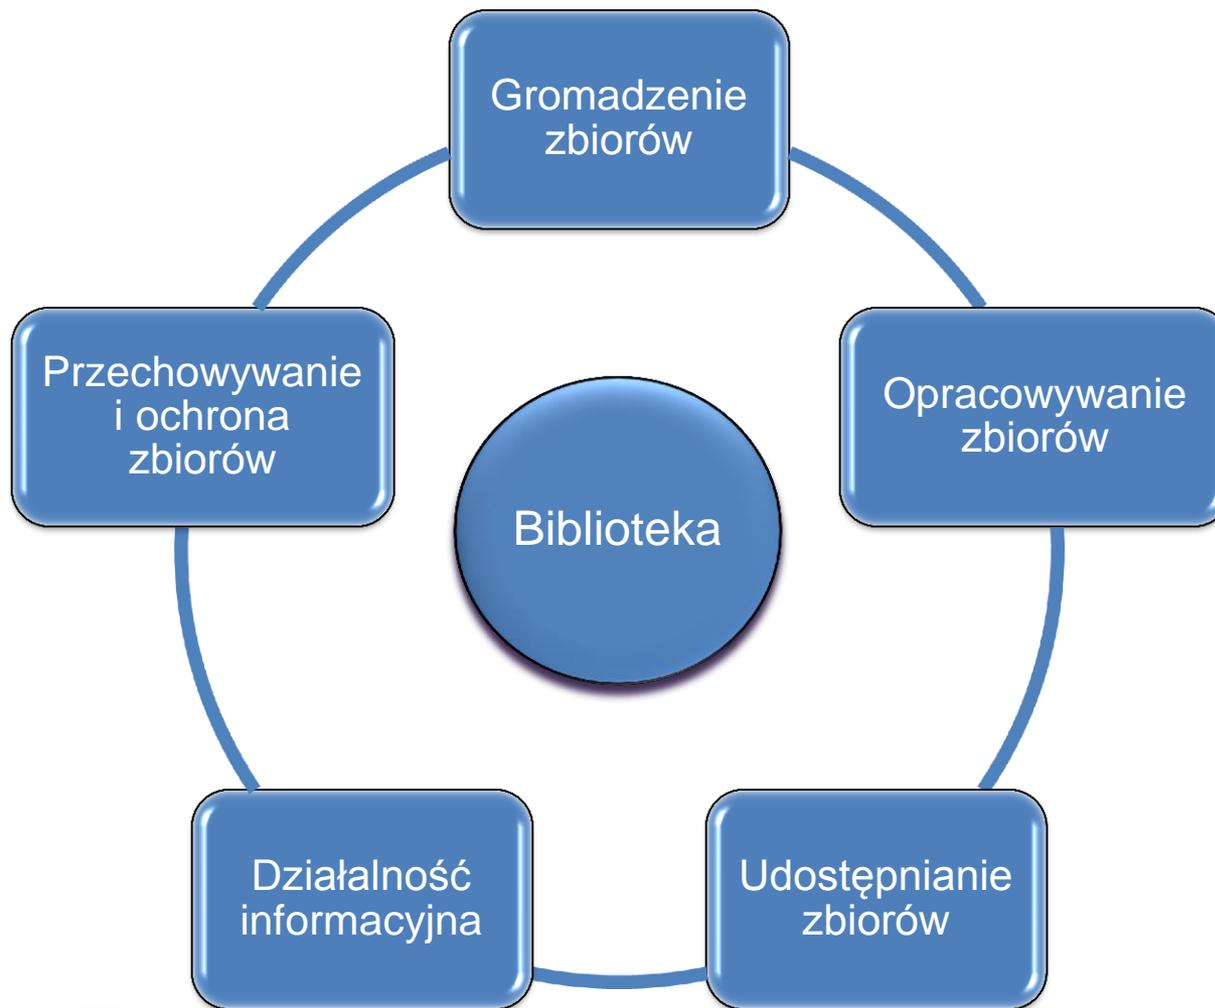 Gromadzenie
zbiorów
Przechowywanie
i ochrona
zbiorów
Opracowywanie
zbiorów
Biblioteka
Działalność
informacyjna
Udostępnianie
zbiorów